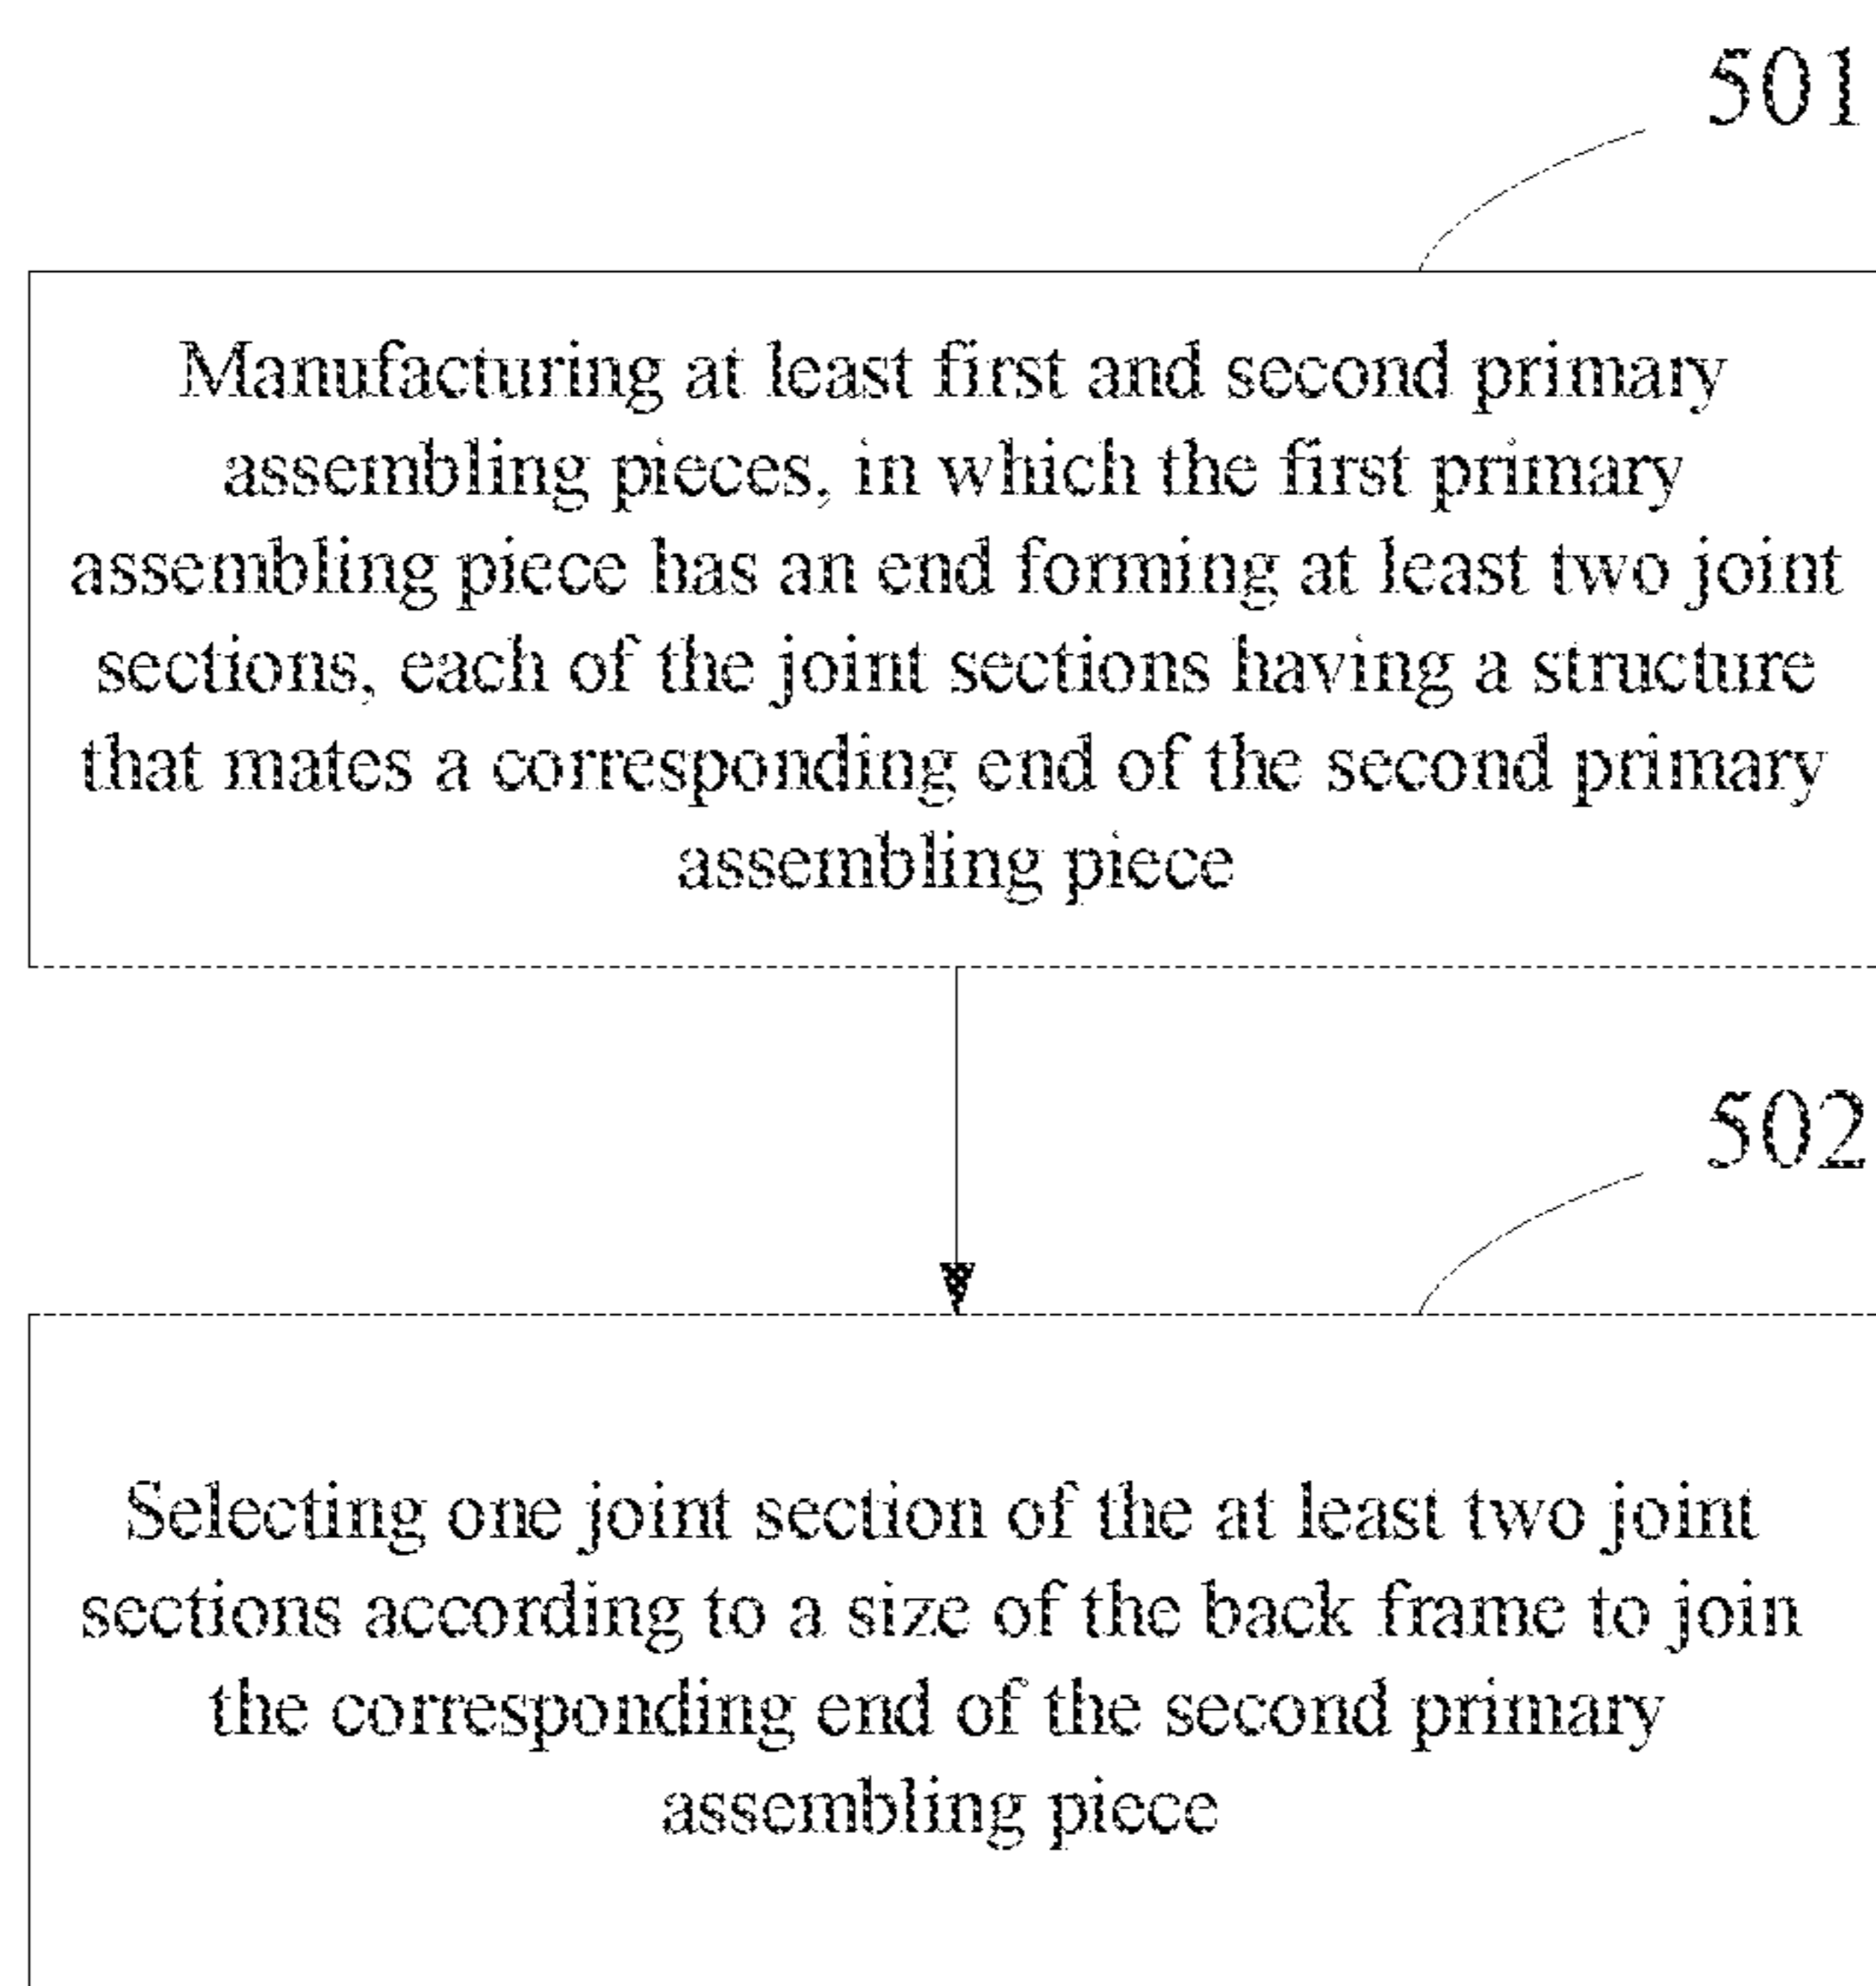 501
Manufacturing at least first and second primary
assembling pieces, in which the first primary
assembling piece has an end forming at least two joint
sections, each of the joint sections having a structure
that mates a corresponding end of the second primary
assembling piece
502
Selecting one joint section of the at least two joint
sections according to a size of the back frame to join
the corresponding end of the second primary
assembling piece